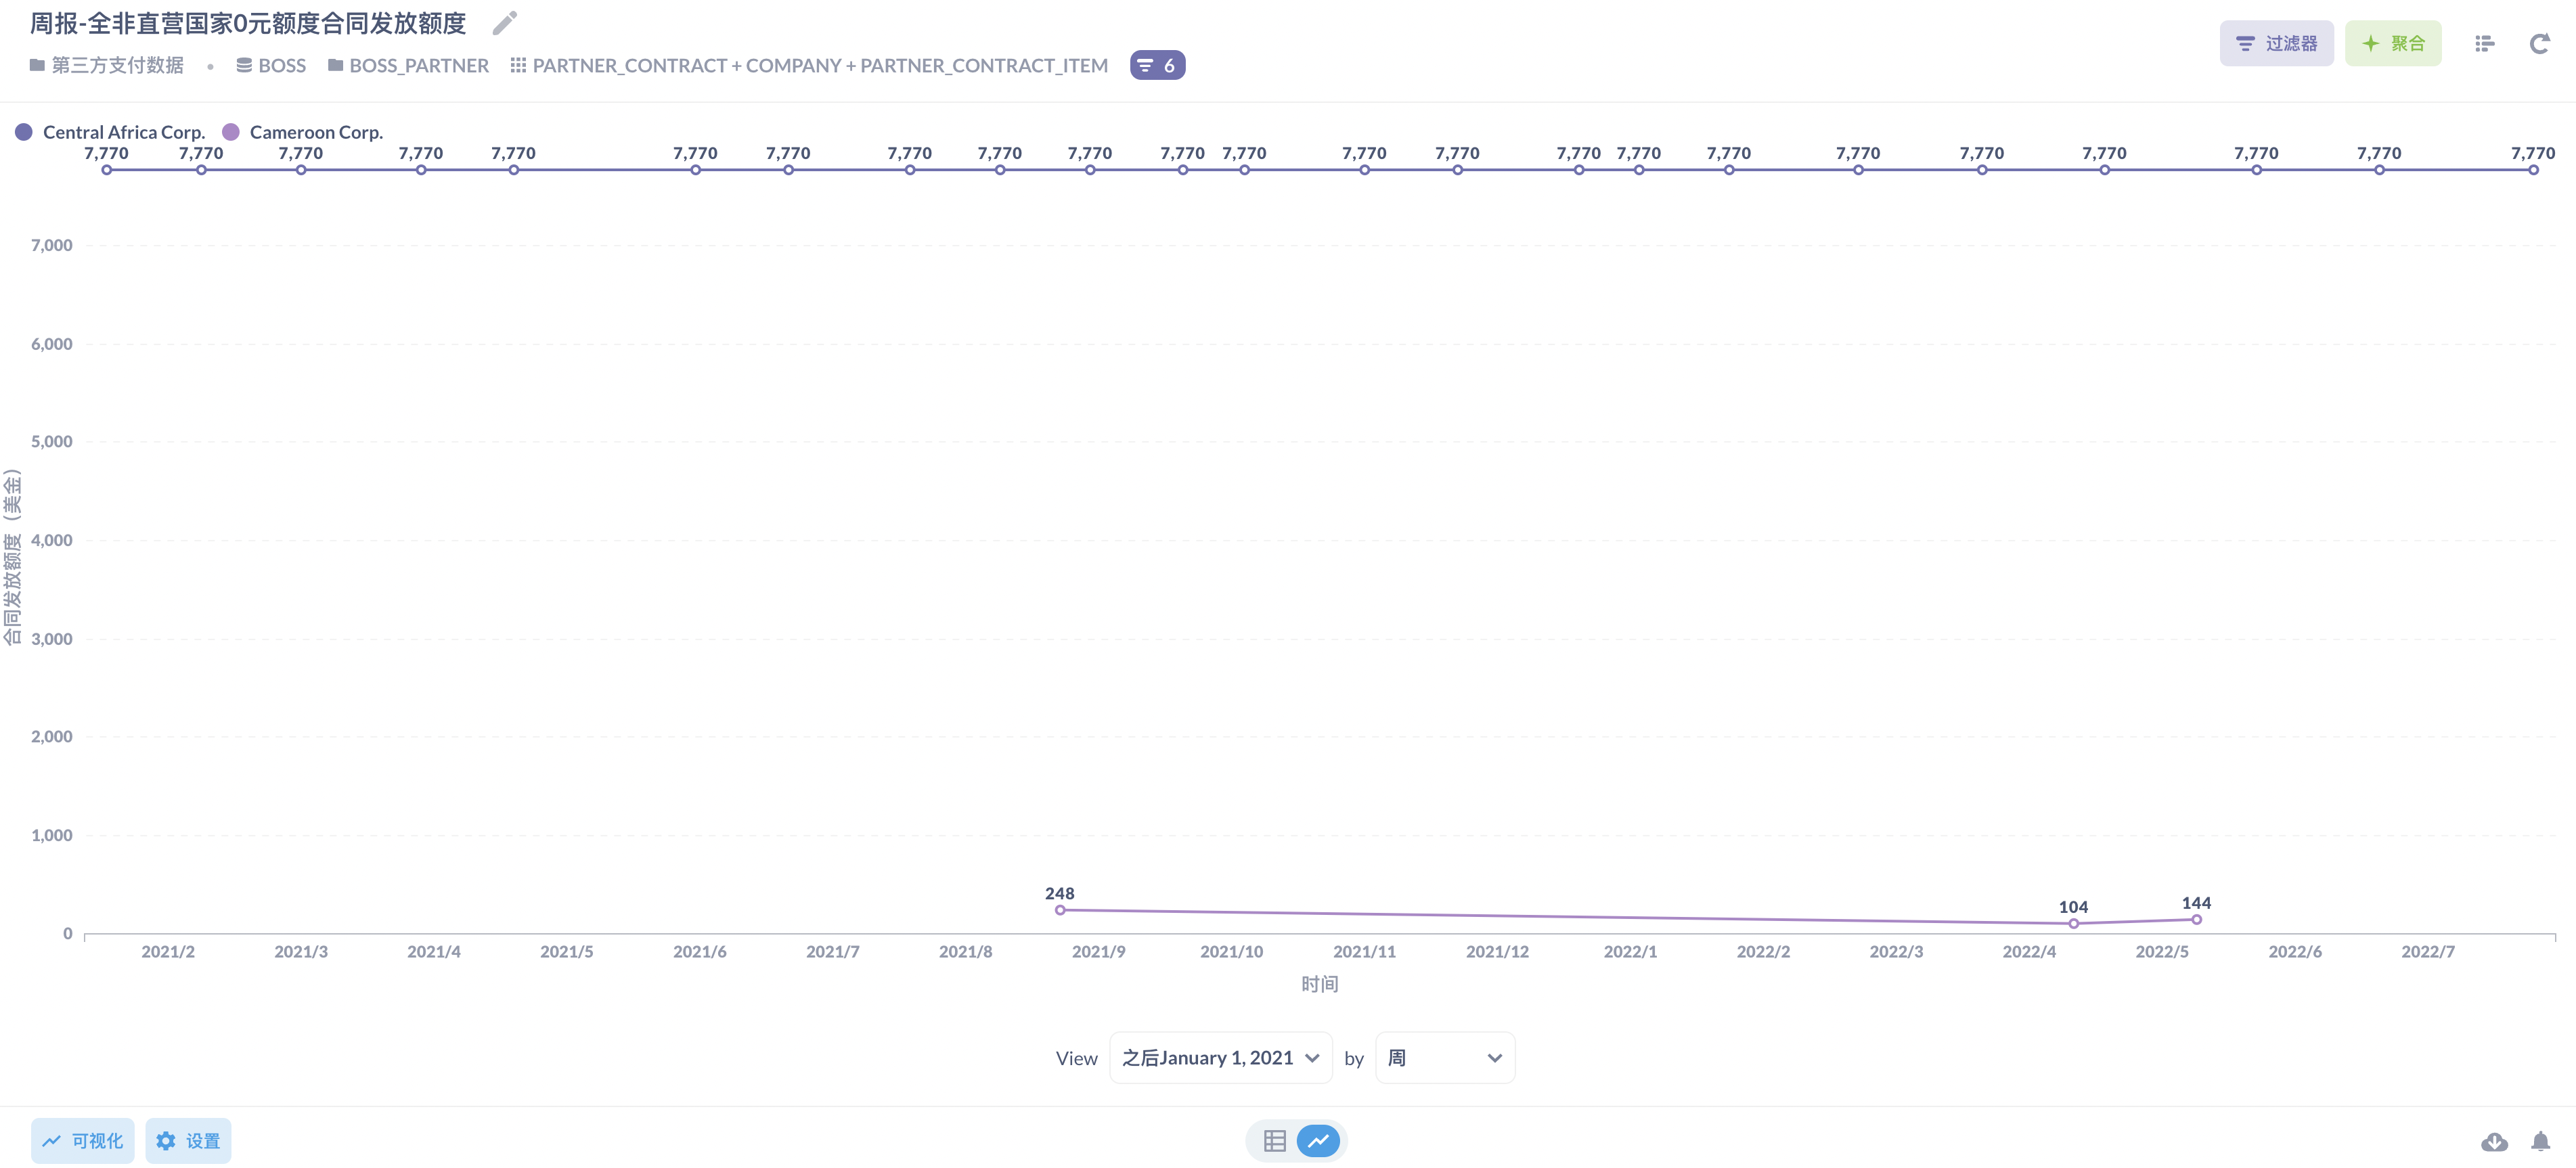 周报-全非直营国家0元额度合同发放额度
第三方支付数据 • BOSS BOSS_PARTNER PARTNER_CONTRACT + COMPANY + PARTNER_CONTRACT_ITEM 6
过滤器 聚合
Central Africa Corp. Cameroon Corp.
7,770 7,770 7,770 7,770 7,770 7,770 7,770 7,770 7,770 7,770 7,770 7,770 7,770 7,770 7,770 7,770 7,770 7,770 7,770 7,770 7,770 7,770 7,770
7,000
6,000
5,000
4,000
3,000
2,000
1,000
0
合同发放额度（美金）
248 104 144
2021/2 2021/3 2021/4 2021/5 2021/6 2021/7 2021/8 2021/9 2021/10 2021/11 2021/12 2022/1 2022/2 2022/3 2022/4 2022/5 2022/6 2022/7
时间
View 之后January 1, 2021 by 周
可视化 设置